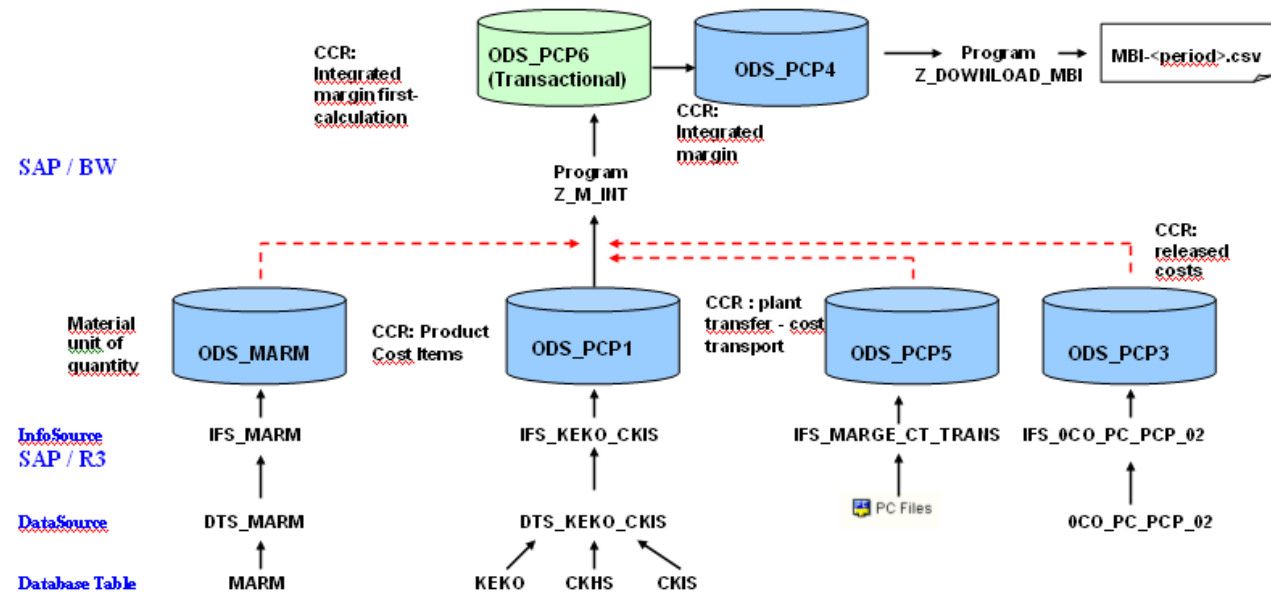 CCR:
Integrated
margin first-
calculation
ODS_PCP6
(Transactional)
ODS_PCP4
Program
Z_DOWNLOAD_MBI
MBI-<period>.csv
CCR:
Integrated
margin
SAP / BW
Program
Z_M_INT
CCR:
released
costs
Material
unit of
quantity
ODS_MARM
CCR: Product
Cost Items
ODS_PCP1
CCR : plant
transfer - cost
transport
ODS_PCP5
ODS_PCP3
InfoSource
IFS_MARM
IFS_KEKO_CKIS
IFS_MARGE_CT_TRANS
IFS_0CO_PC_PCP_02
SAP / R3
PC Files
DataSource
DTS_MARM
DTS_KEKO_CKIS
0CO_PC_PCP_02
Database Table
MARM
KEKO
CKHS
CKIS